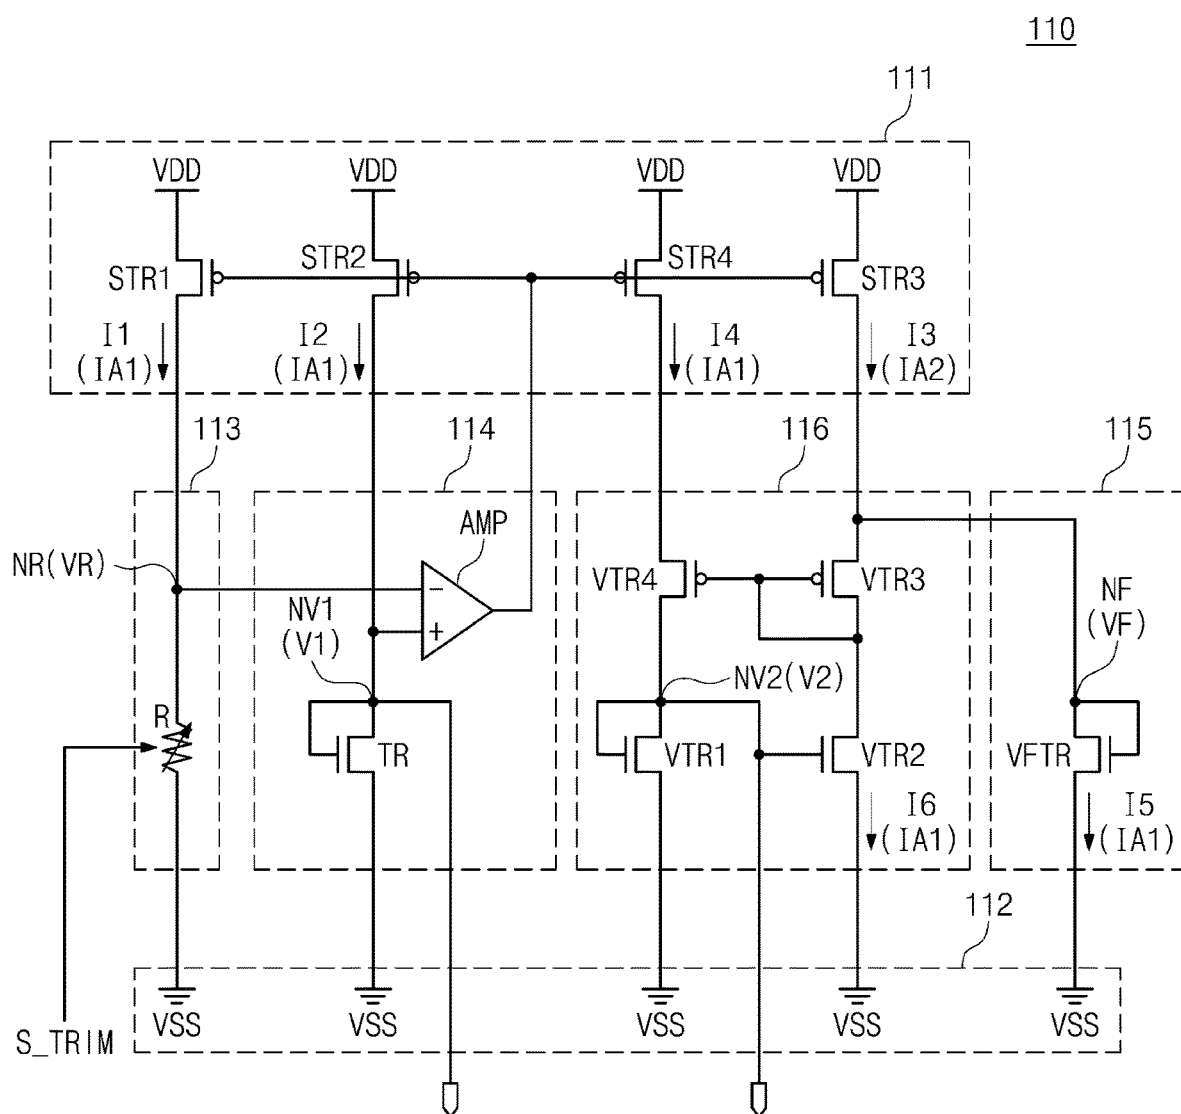 110
111
VDD VDD VDD VDD
STR1 STR2 STR4 STR3
I1 I2 I4 I3
(IA1) (IA1) (IA1) (IA2)
113 114 116 115
AMP
NR(VR) − VTR4 VTR3 NF
NV1 + (VF)
(V1) NV2(V2)
R TR VTR1 VTR2 VFTR
I6 I5
(IA1) (IA1)
112
VSS VSS VSS VSS VSS
S_TRIM